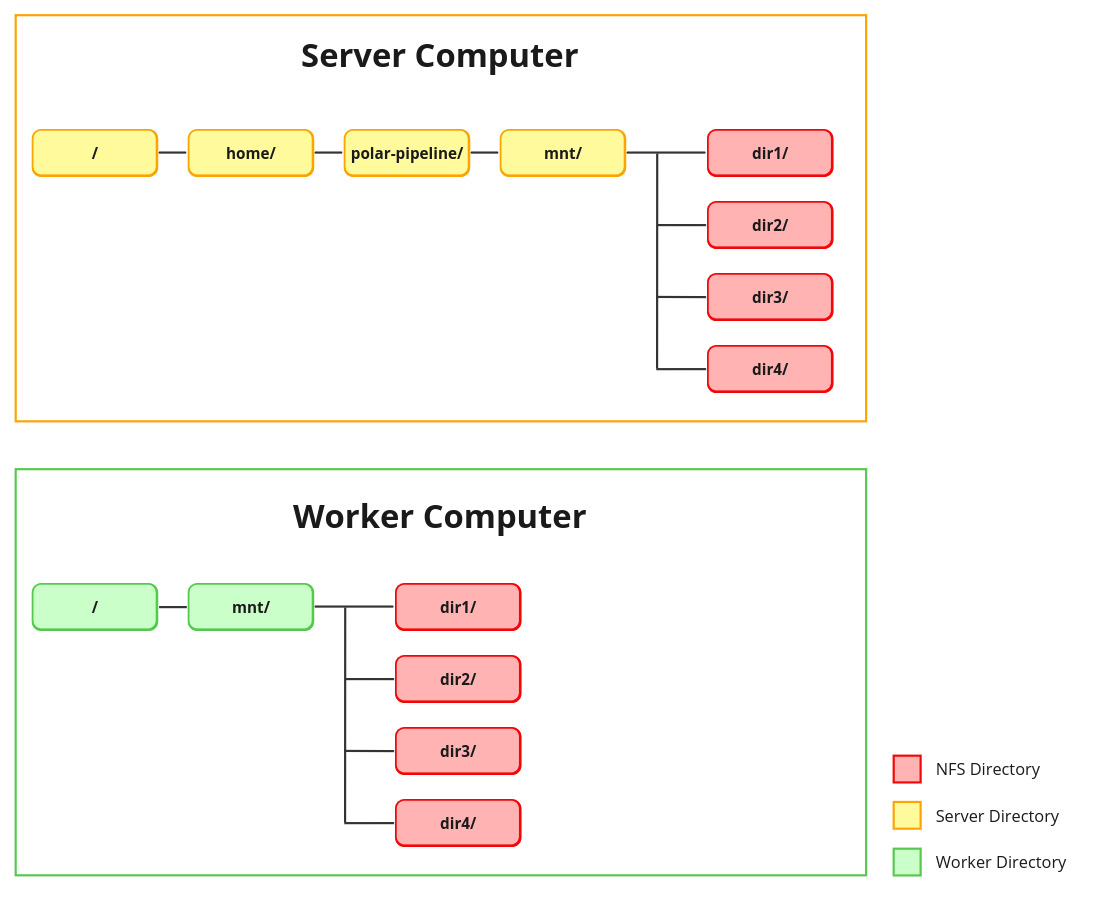 Server Computer
/
home/
polar-pipeline/
mnt/
dir1/
dir2/
dir3/
dir4/
Worker Computer
/
mnt/
dir1/
dir2/
dir3/
dir4/
NFS Directory
Server Directory
Worker Directory